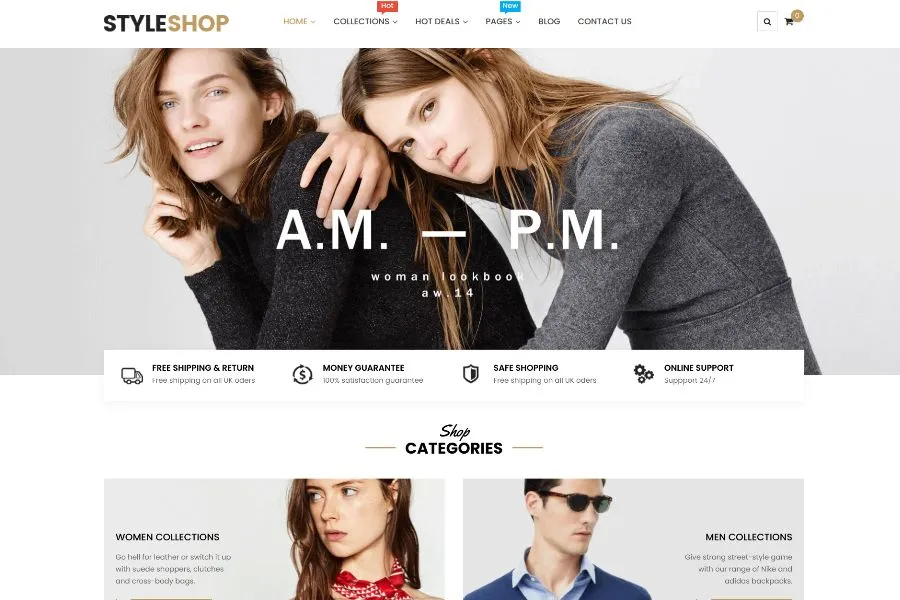 Hot
New
STYLESHOP
HOME
COLLECTIONS
HOT DEALS
PAGES
BLOG
CONTACT US
0
A.M. — P.M.
woman lookbook
aw.14
FREE SHIPPING & RETURN
Free shipping on all UK oders
MONEY GUARANTEE
100% satisfaction guarantee
SAFE SHOPPING
Free shipping on all UK oders
ONLINE SUPPORT
Suppport 24/7
Shop
CATEGORIES
WOMEN COLLECTIONS
Go hell for leather or switch it up
with suede shoppers, clutches
and cross-body bags.
MEN COLLECTIONS
Give strong street-style game
with our range of Nike and
adidas backpacks.